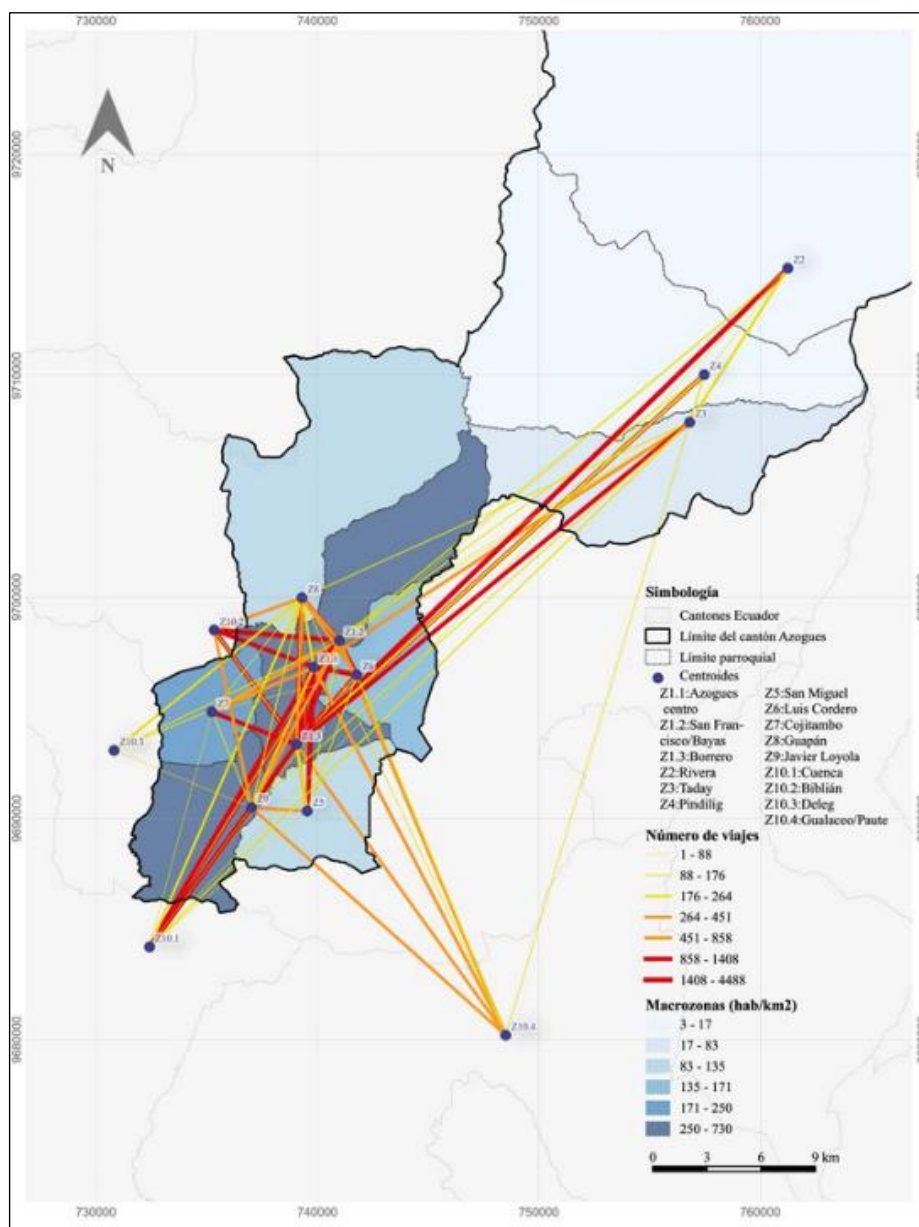 730000 740000 750000 760000
9720000
9710000
9700000
9690000
9680000
N
Z2
Z4
Z3
Z8
Z10.2
Z1.2
Z6
Z7
Z10.3
Z1.3
Z9
Z5
Z10.1
Z10.4
Simbología
Cantones Ecuador
Límite del cantón Azogues
Límite parroquial
Centroides
Z1.1:Azogues
centro
Z1.2:San Fran-
cisco/Bayas
Z1.3:Borrero
Z2:Rivera
Z3:Taday
Z4:Pindilig
Z5:San Miguel
Z6:Luis Cordero
Z7:Cojitambo
Z8:Guapán
Z9:Javier Loyola
Z10.1:Cuenca
Z10.2:Biblián
Z10.3:Deleg
Z10.4:Gualaceo/Paute
Número de viajes
1 - 88
88 - 176
176 - 264
264 - 451
451 - 858
858 - 1408
1408 - 4488
Macrozonas (hab/km2)
3 - 17
17 - 83
83 - 135
135 - 171
171 - 250
250 - 730
0 3 6 9 km
730000 740000 750000 760000